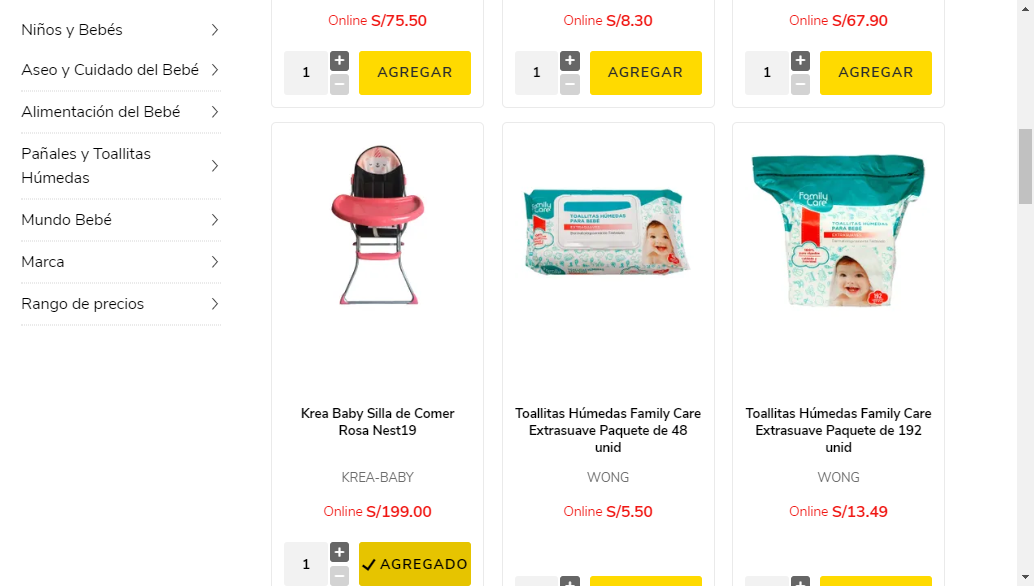 Niños y Bebés
Aseo y Cuidado del Bebé
Alimentación del Bebé
Pañales y Toallitas
Húmedas
Mundo Bebé
Marca
Rango de precios
Online S/75.50
1
AGREGAR
Online S/8.30
1
AGREGAR
Online S/67.90
1
AGREGAR
Krea Baby Silla de Comer
Rosa Nest19
KREA-BABY
Online S/199.00
1
AGREGADO
Family
Care
TOALLITAS HÚMEDAS
PARA BEBÉ
EXTRASUAVE
Toallitas Húmedas Family Care
Extrasuave Paquete de 48
unid
WONG
Online S/5.50
Family
Care
TOALLITAS HÚMEDAS
PARA BEBÉ
EXTRASUAVE
192
Toallitas Húmedas Family Care
Extrasuave Paquete de 192
unid
WONG
Online S/13.49